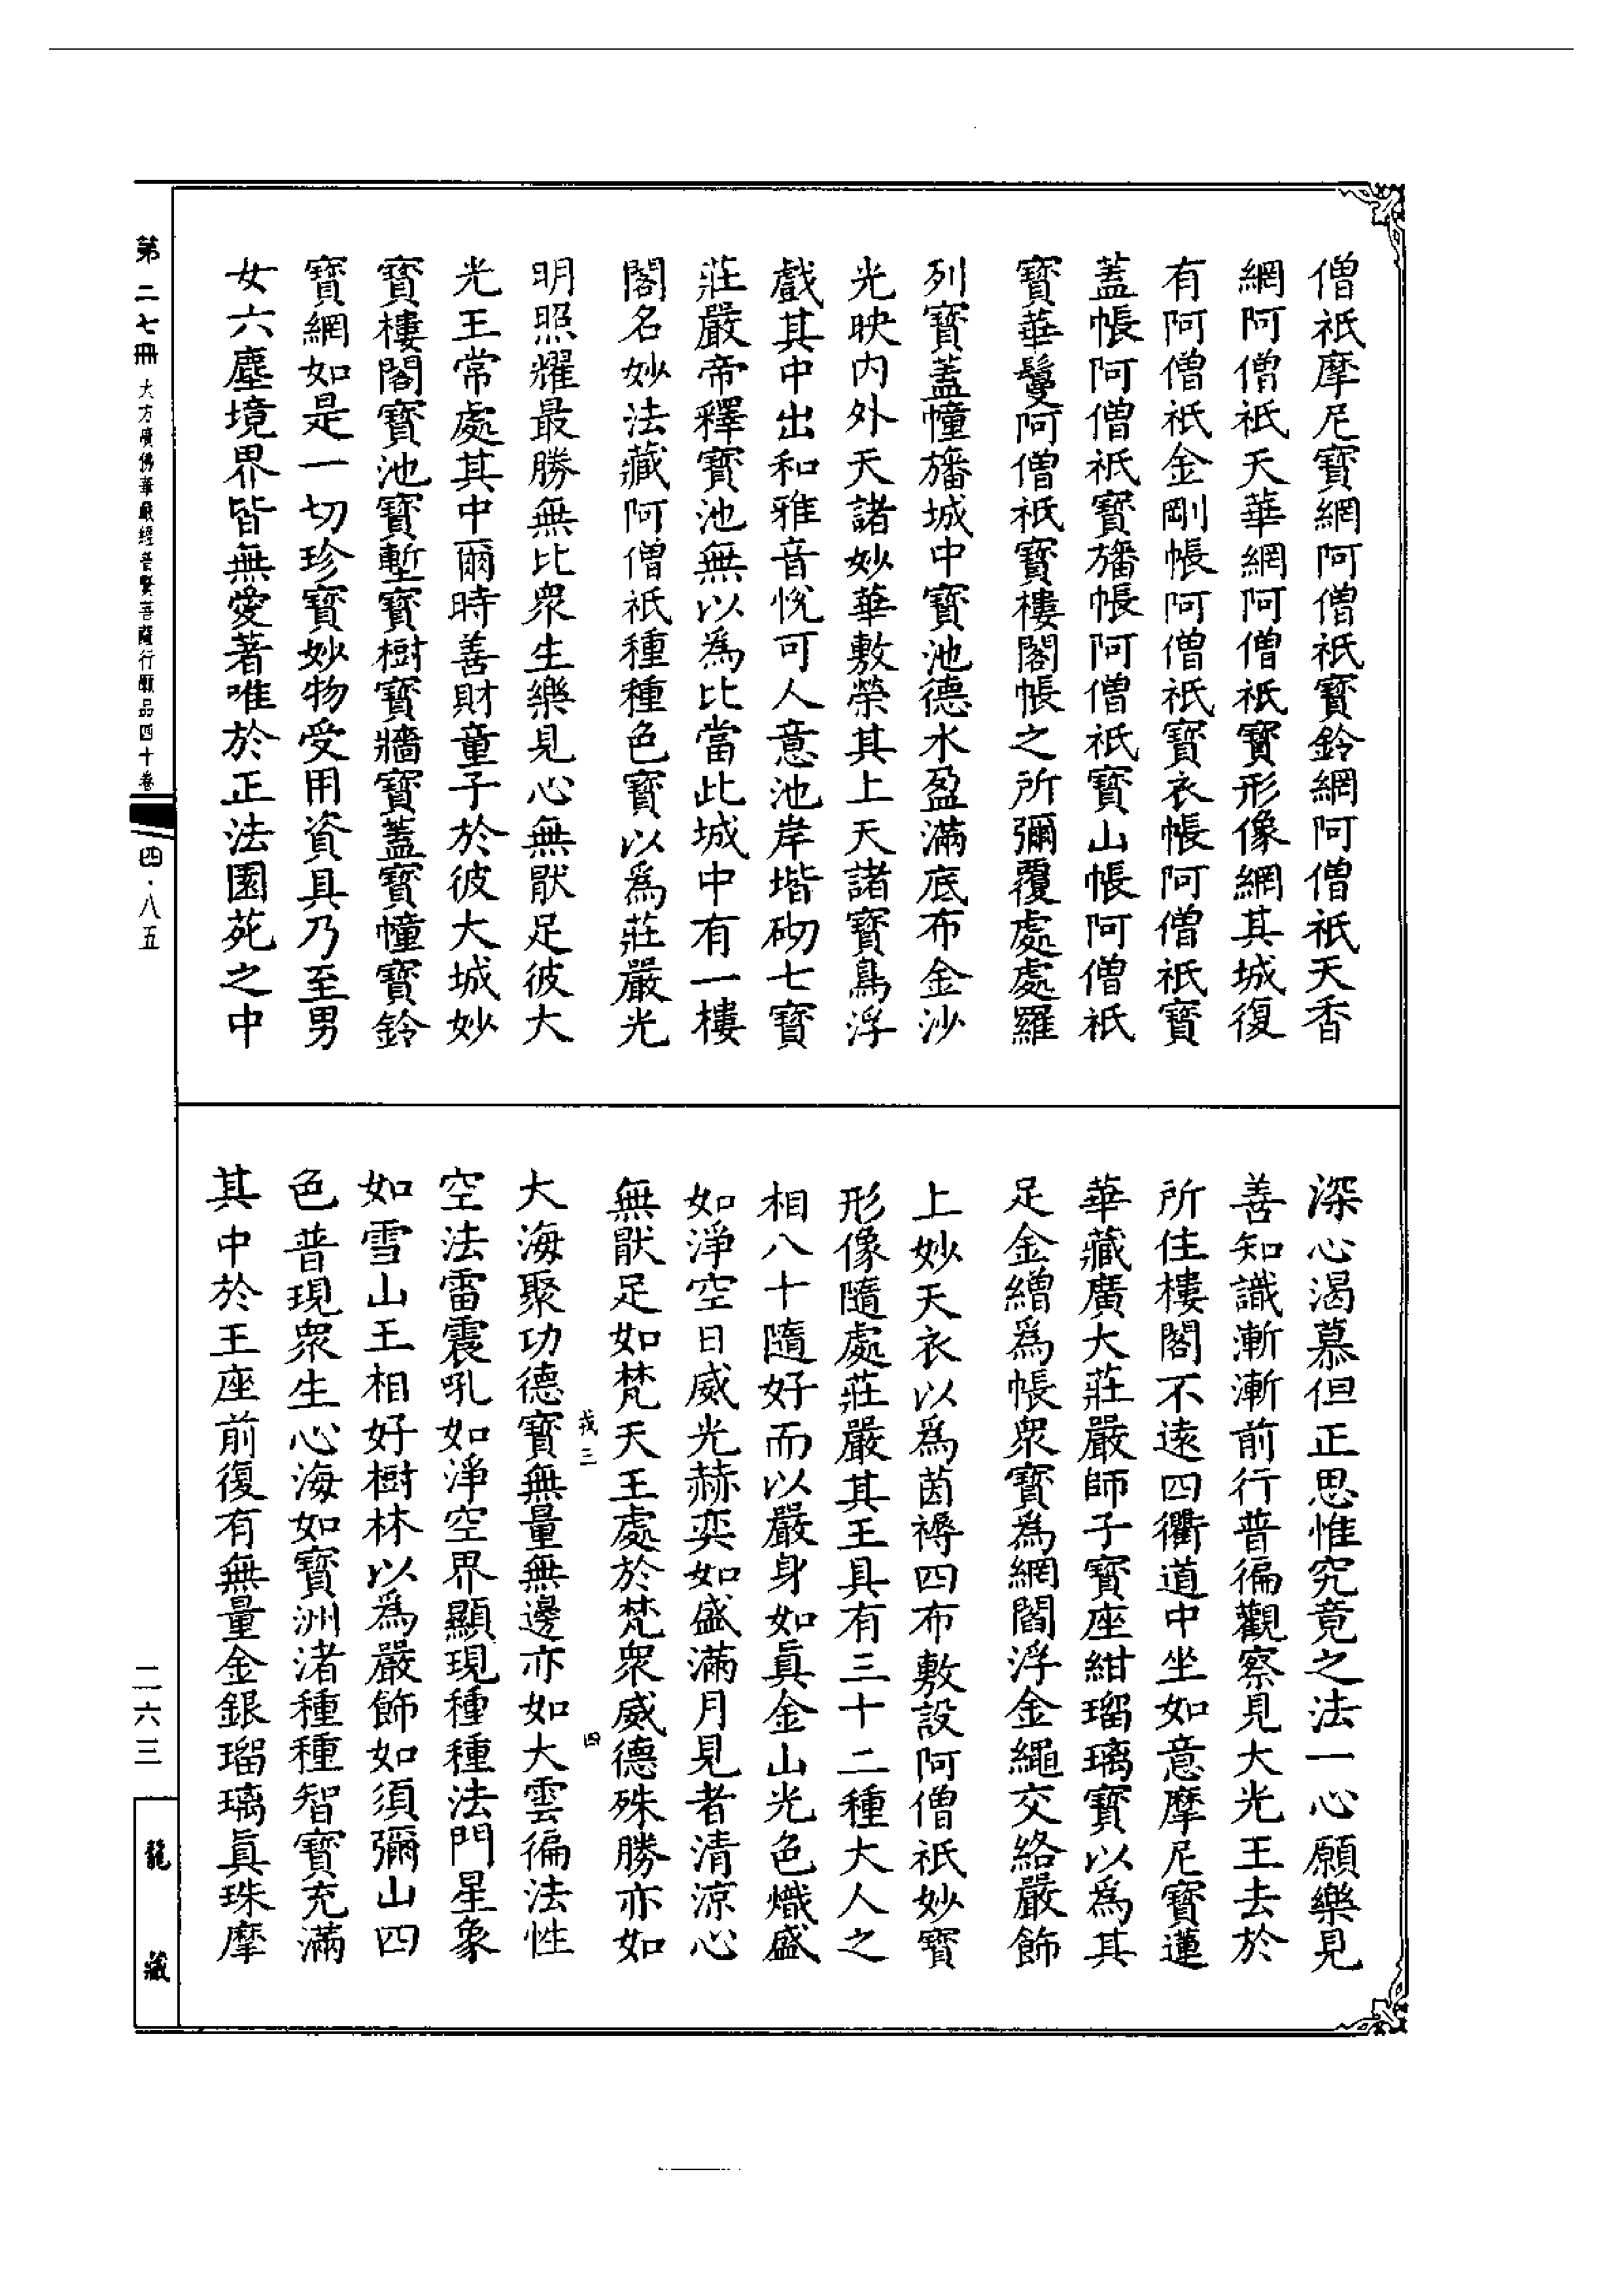 僧祇摩尼寶網阿僧祇寶鈴網阿僧祇天香
網阿僧祇天華網阿僧祇寶形像網其城復
有阿僧祇金剛帳阿僧祇寶衣帳阿僧祇寶
蓋帳阿僧祇寶旛帳阿僧祇寶山帳阿僧祇
寶華鬘阿僧祇寶樓閣帳之所彌覆處處羅
列寶蓋幢旛城中寶池德水盈滿底布金沙
光映内外天諸妙華敷榮其上天諸寶鳥浮
戲其中出和雅音悅可人意池岸堦砌七寶
莊嚴帝釋寶池無以為比當此城中有一樓
閣名妙法藏阿僧祇種種色寶以爲莊嚴光
明照耀最勝無比衆生樂見心無猒足彼大
光王常處其中爾時善財童子於彼大城妙
寶樓閣寶池寶塹寶樹寶牆寶蓋寶幢寶鈴
寶網如是一切珍寶妙物受用資具乃至男
女六塵境界皆無愛著唯於正法園苑之中
深心渴慕但正思惟究竟之法一心願樂見
善知識漸漸前行普徧觀察見大光王去於
所住樓閣不遠四衢道中坐如意摩尼寶蓮
華藏廣大莊嚴師子寶座紺瑠璃寶以爲其
足金繒爲帳衆寶爲網閻浮金繩交絡嚴飾
上妙天衣以爲茵褥四布敷設阿僧祇妙寶
形像隨處莊嚴其王具有三十二種大人之
相八十隨好而以嚴身如眞金山光色熾盛
如淨空日威光赫奕如盛滿月見者清涼心
無猒足如梵天王處於梵衆威德殊勝亦如
大海聚功德寶無量無邊亦如大雲徧法性
空法雷震吼如淨空界顯現種種法門星象
如雪山王相好樹林以爲嚴飾如須彌山四
色普現衆生心海如寶洲渚種種智寶充滿
其中於王座前復有無量金銀瑠璃眞珠摩
第二七冊 大方廣佛華嚴經普賢菩薩行願品四十卷
四·八五
二六三
龍藏